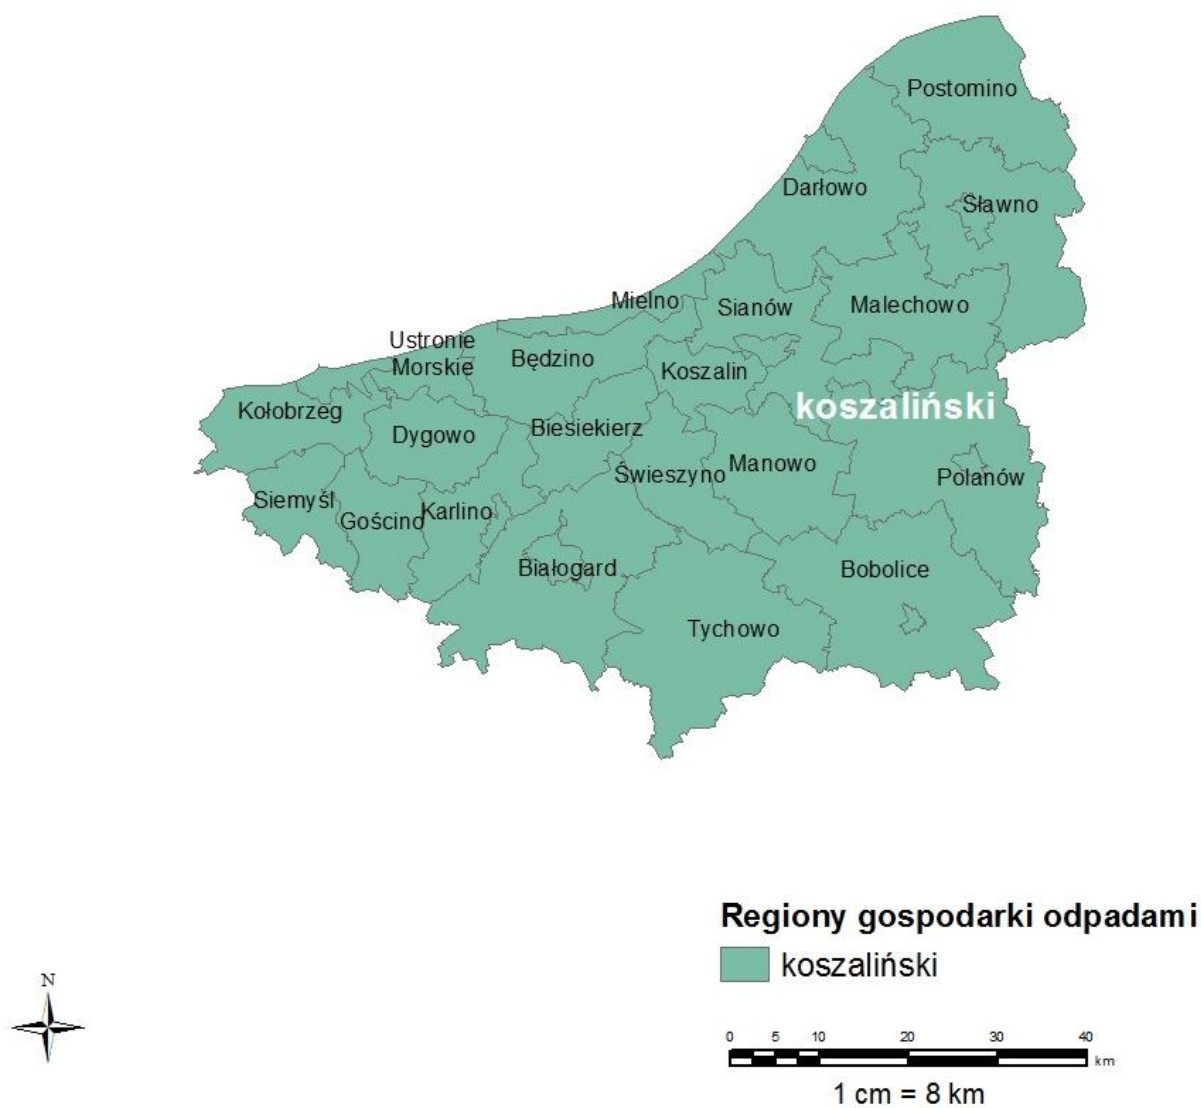 Postomino
Darłowo
Sławno
Mielno
Sianów
Malechowo
Ustronie
Morskie
Będzino
Koszalin
koszaliński
Kołobrzeg
Dygowo
Biesiekierz
Świeszyno
Manowo
Polanów
Siemyśl
Gościno
Karlino
Białogard
Bobolice
Tychowo
Regiony gospodarki odpadami
koszaliński
N
0 5 10 20 30 40
km
1 cm = 8 km